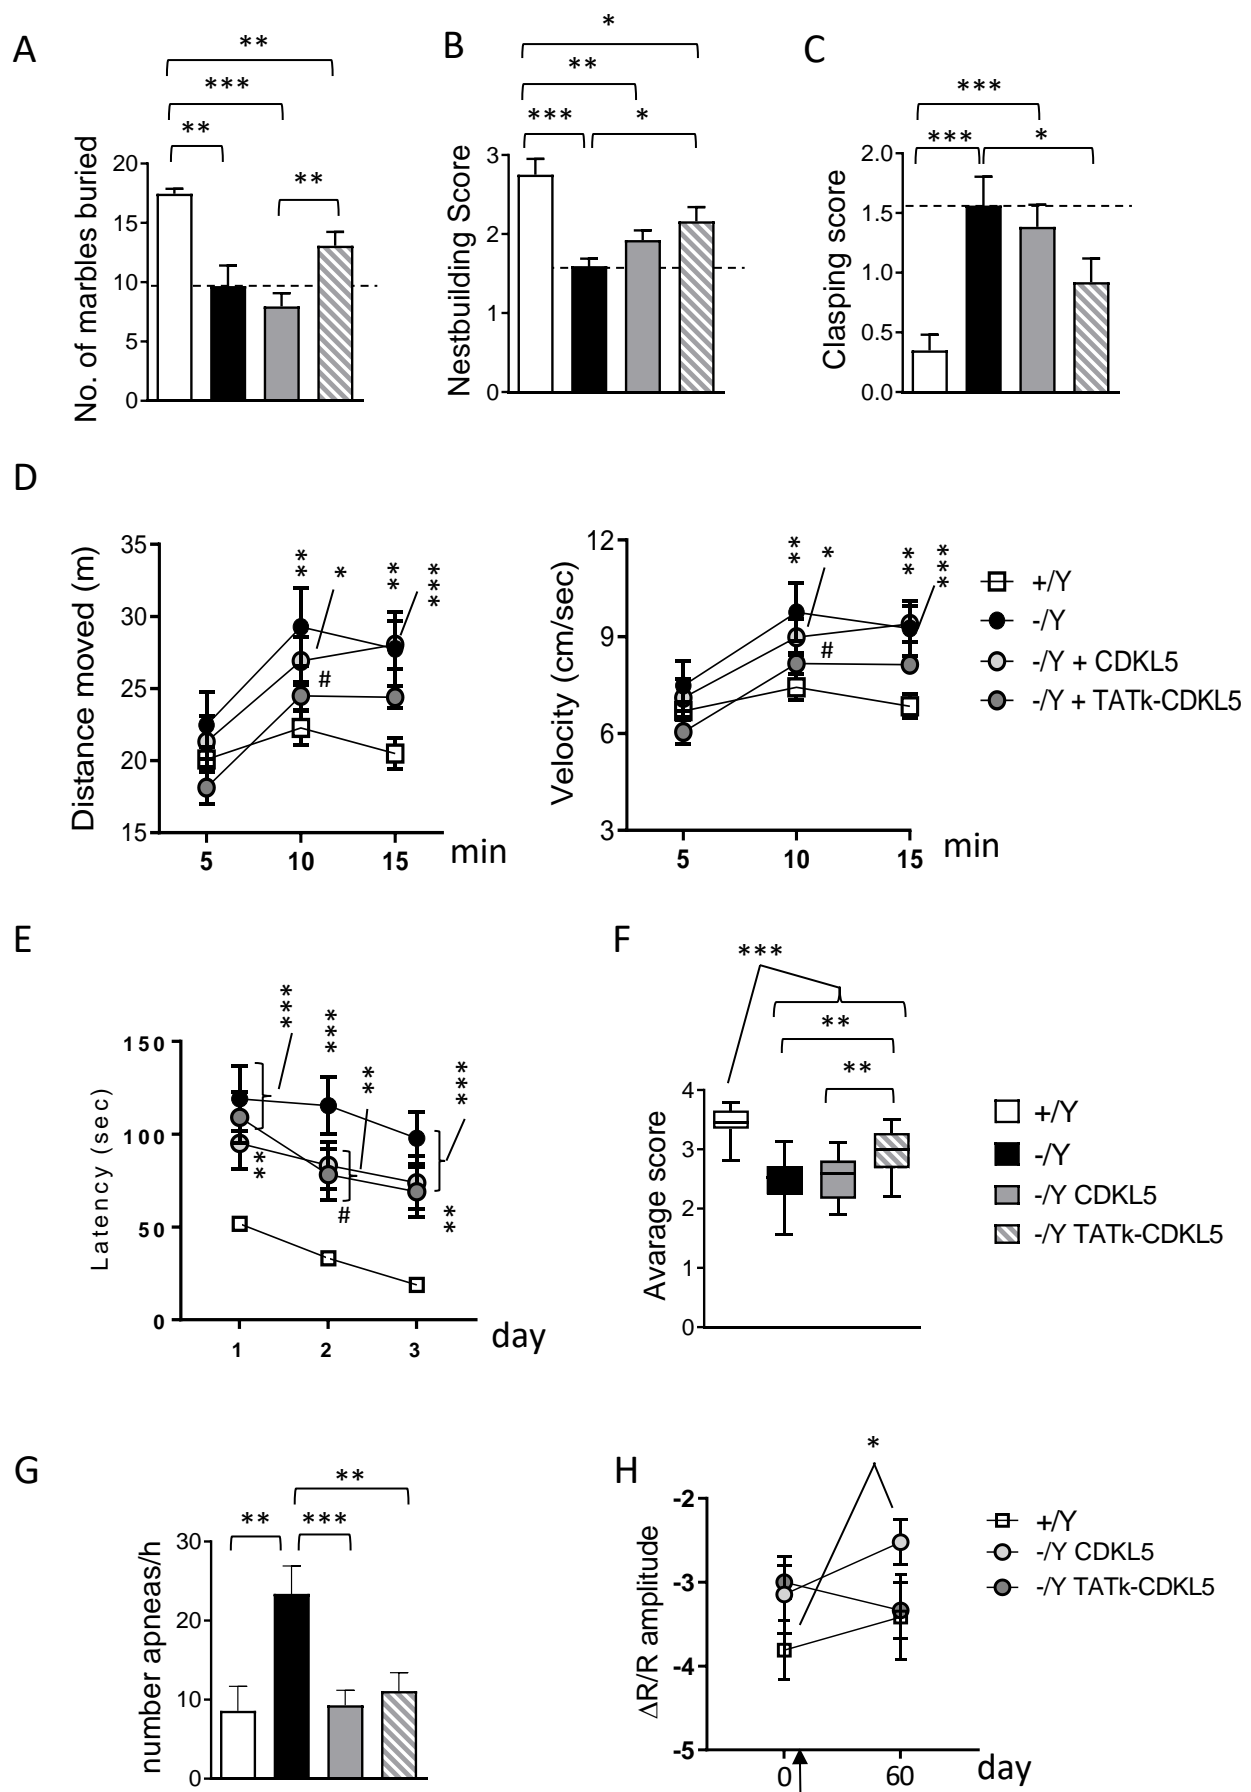 A
B
C
**
***
**
**
No. of marbles buried
20
15
10
5
0
*
**
***
*
Nestbuilding Score
3
2
1
0
***
***
*
Clasping score
2.0
1.5
1.0
0.5
0.0
D
Distance moved (m)
35
30
25
20
15
**
*
**
***
#
5
10
15
min
Velocity (cm/sec)
12
9
6
3
**
*
**
***
#
5
10
15
min
+/Y
-/Y
-/Y + CDKL5
-/Y + TATk-CDKL5
E
Latency (sec)
150
100
50
0
***
***
**
***
**
#
**
1
2
3
day
F
***
**
**
Avarage score
4
3
2
1
0
+/Y
-/Y
-/Y CDKL5
-/Y TATk-CDKL5
G
**
**
***
number apneas/h
30
20
10
0
H
*
ΔR/R amplitude
-2
-3
-4
-5
0
60
day
+/Y
-/Y CDKL5
-/Y TATk-CDKL5